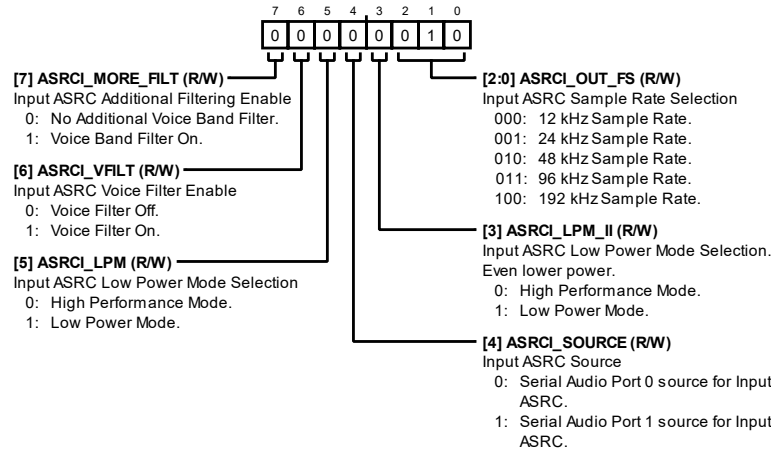 7 6 5 4 3 2 1 0
0 0 0 0 0 0 1 0
[7] ASRCI_MORE_FILT (R/W)
Input ASRC Additional Filtering Enable
0: No Additional Voice Band Filter.
1: Voice Band Filter On.
[6] ASRCI_VFILT (R/W)
Input ASRC Voice Filter Enable
0: Voice Filter Off.
1: Voice Filter On.
[5] ASRCI_LPM (R/W)
Input ASRC Low Power Mode Selection
0: High Performance Mode.
1: Low Power Mode.
[2:0] ASRCI_OUT_FS (R/W)
Input ASRC Sample Rate Selection
000: 12 kHz Sample Rate.
001: 24 kHz Sample Rate.
010: 48 kHz Sample Rate.
011: 96 kHz Sample Rate.
100: 192 kHz Sample Rate.
[3] ASRCI_LPM_II (R/W)
Input ASRC Low Power Mode Selection.
Even lower power.
0: High Performance Mode.
1: Low Power Mode.
[4] ASRCI_SOURCE (R/W)
Input ASRC Source
0: Serial Audio Port 0 source for Input
ASRC.
1: Serial Audio Port 1 source for Input
ASRC.